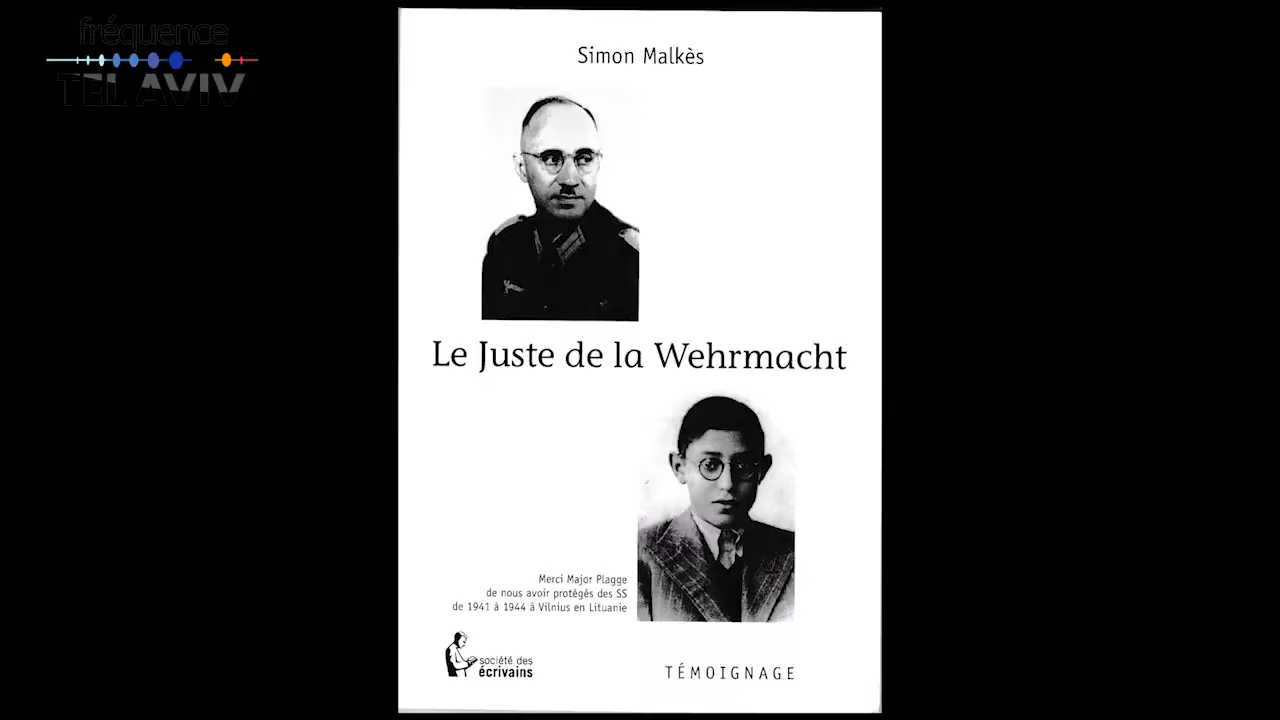 fréquence
TEL AVIV
Simon Malkès
Le Juste de la Wehrmacht
Merci Major Plagge
de nous avoir protégés des SS
de 1941 à 1944 à Vilnius en Lituanie
société des
écrivains
TÉMOIGNAGE